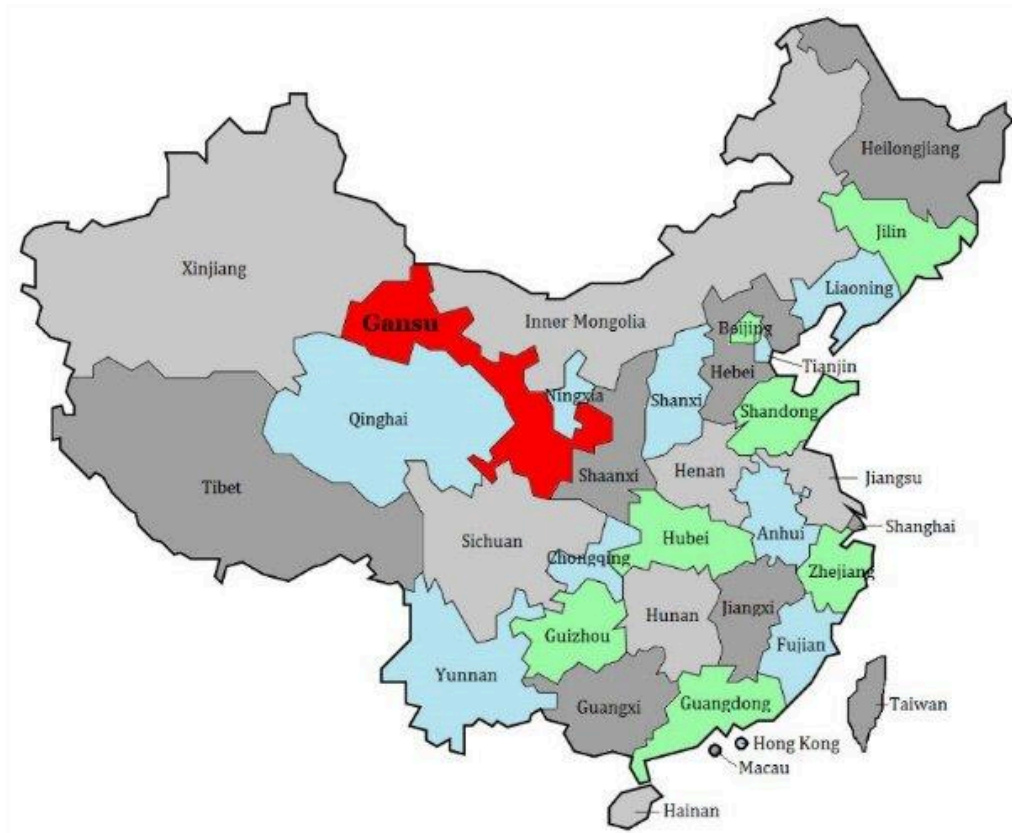 Heilongjiang
Jilin
Xinjiang
Liaoning
Gansu
Inner Mongolia
Beijing
Tianjin
Hebei
Ningxia
Shanxi
Shandong
Qinghai
Shaanxi
Henan
Jiangsu
Tibet
Shanghai
Anhui
Hubei
Sichuan
Chongqing
Zhejiang
Jiangxi
Hunan
Guizhou
Fujian
Yunnan
Guangdong
Guangxi
Taiwan
Hong Kong
Macau
Hainan